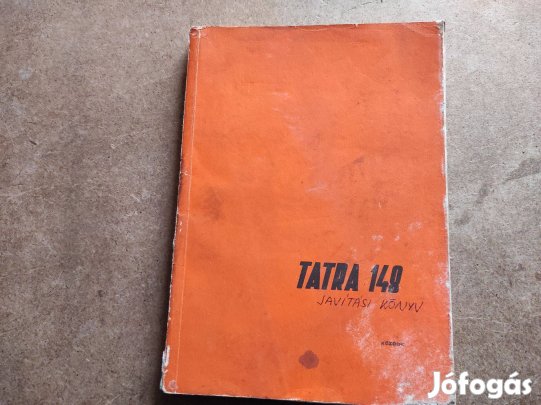 TATRA 148
JAVÍTÁSI KÖNYV
Jófogás